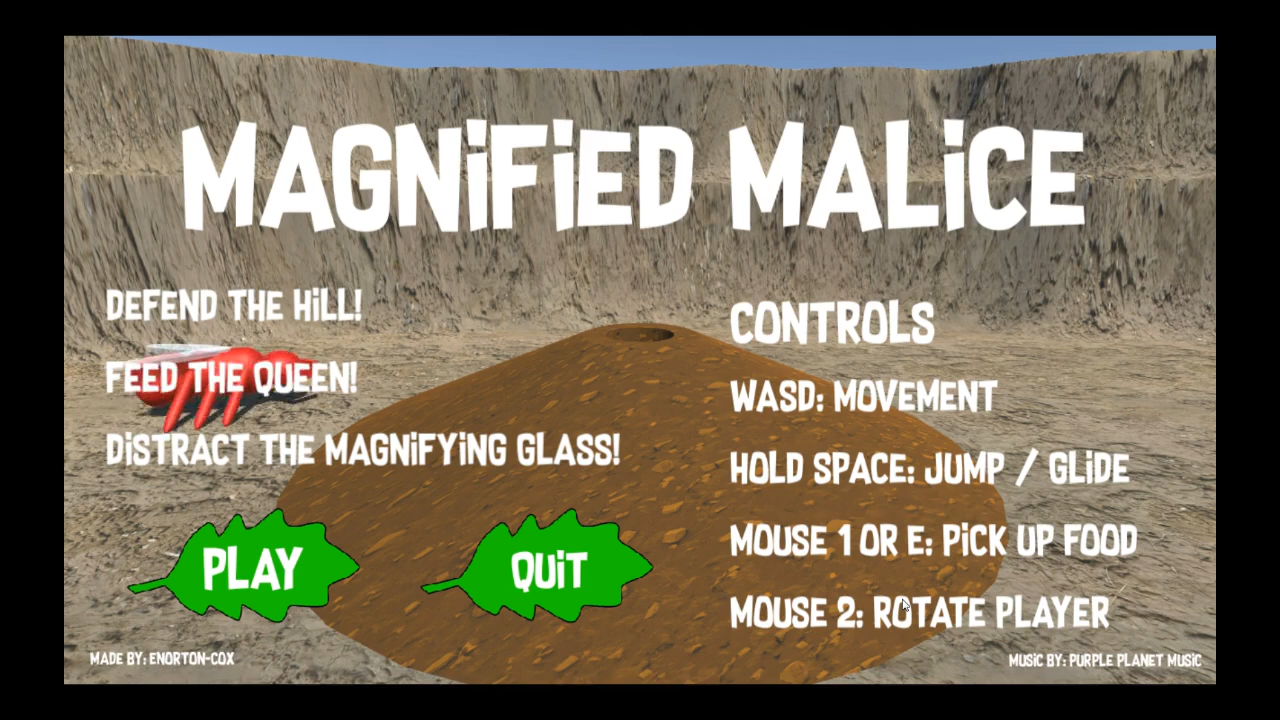 MAGNiFiED MALiCE
DEFEND THE HiLL!
FEED THE QUEEN!
DiSTRACT THE MAGNiFYiNG GLASS!
PLAY
QUiT
CONTROLS
WASD: MOVEMENT
HOLD SPACE: JUMP / GLiDE
MOUSE 1 OR E: PiCK UP FOOD
MOUSE 2: ROTATE PLAYER
MADE BY: ENORTON-COX
MUSiC BY: PURPLE PLANET MUSiC